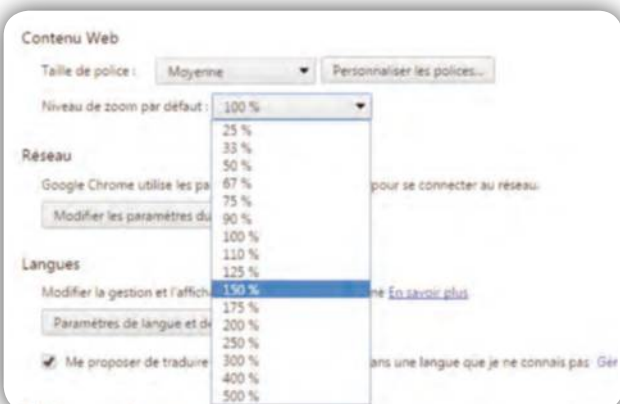 Contenu Web
Taille de police : Moyenne Personnaliser les polices...
Niveau de zoom par défaut : 100 %
25 %
33 %
50 %
67 %
75 %
90 %
100 %
110 %
125 %
150 %
175 %
200 %
250 %
300 %
400 %
500 %
Réseau
Google Chrome utilise les pa pour se connecter au réseau.
Modifier les paramètres du
Langues
Modifier la gestion et l'affich En savoir plus
Paramètres de langue et de
Me proposer de traduire ans une langue que je ne connais pas Gér